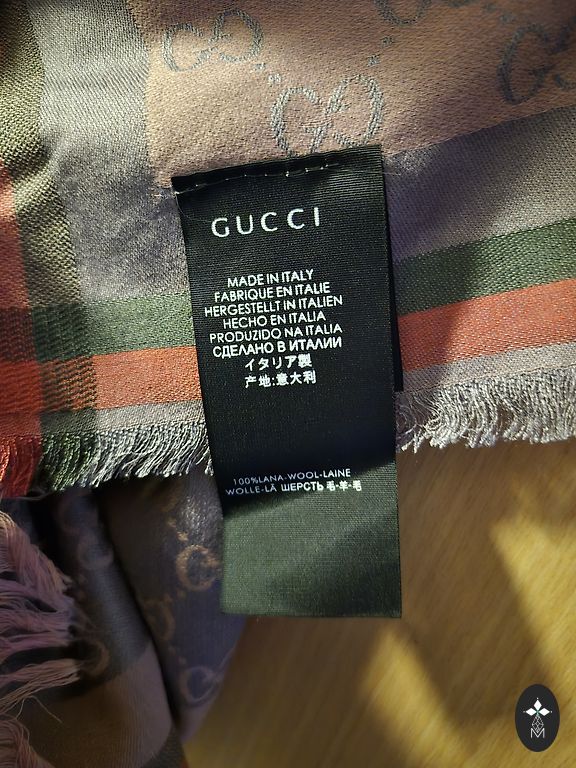 GUCCI
MADE IN ITALY
FABRIQUE EN ITALIE
HERGESTELLT IN ITALIEN
HECHO EN ITALIA
PRODUZIDO NA ITALIA
СДЕЛАНО В ИТАЛИИ
イタリア製
产地:意大利
100%LANA-WOOL-LAINE
WOLLE-LÃ ШЕРСТЬ 毛-羊-毛
M